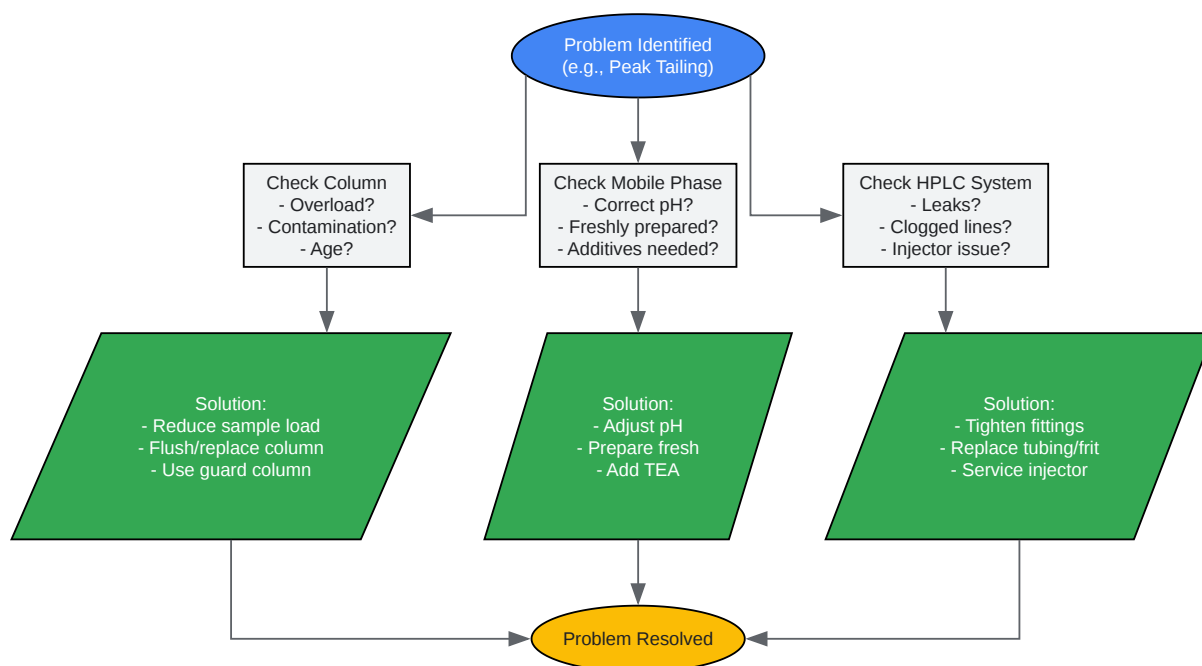 Problem Identified
(e.g., Peak Tailing)
Check Column
- Overload?
- Contamination?
- Age?
Check Mobile Phase
- Correct pH?
- Freshly prepared?
- Additives needed?
Check HPLC System
- Leaks?
- Clogged lines?
- Injector issue?
Solution:
- Reduce sample load
- Flush/replace column
- Use guard column
Solution:
- Adjust pH
- Prepare fresh
- Add TEA
Solution:
- Tighten fittings
- Replace tubing/frit
- Service injector
Problem Resolved